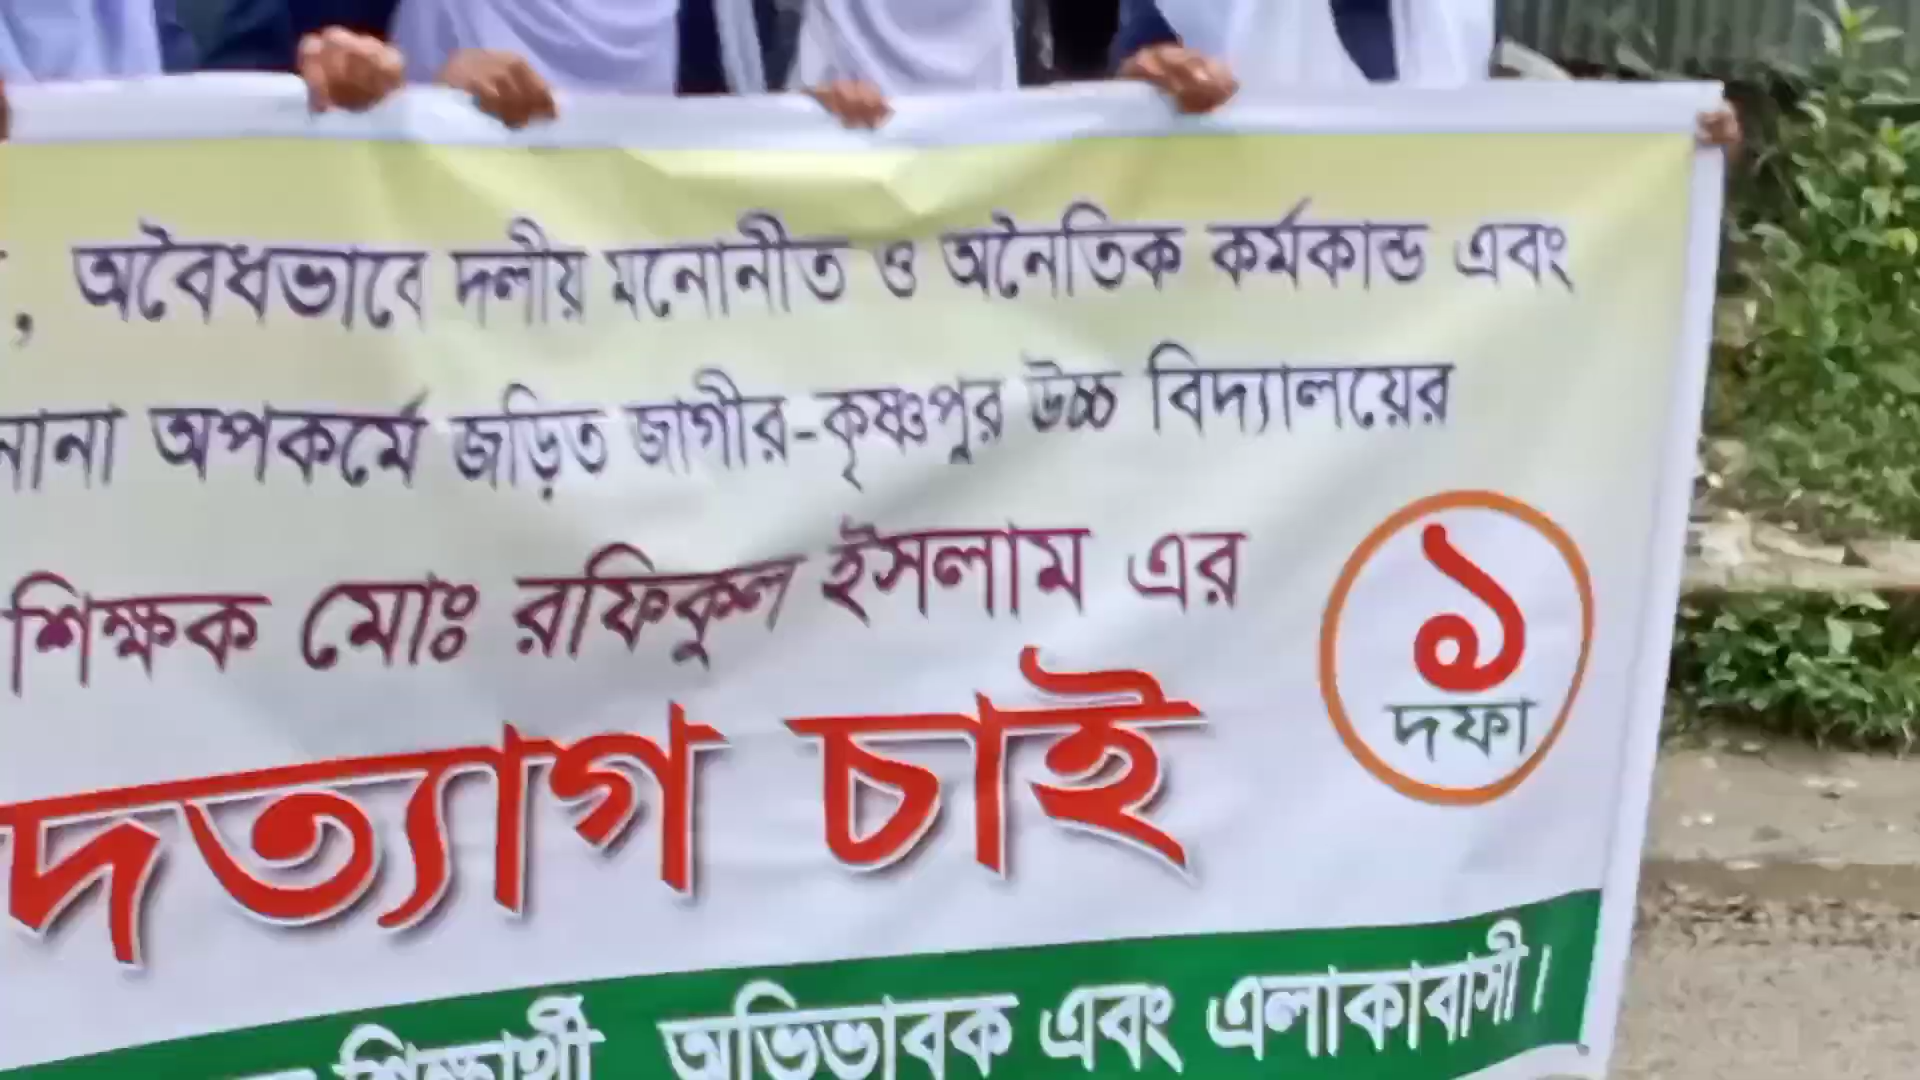 , অবৈধভাবে দলীয় মনোনীত ও অনৈতিক কর্মকান্ড এবং
নানা অপকর্মে জড়িত জাগীর-কৃষ্ণপুর উচ্চ বিদ্যালয়ের
শিক্ষক মোঃ রফিকুল ইসলাম এর
দত্যাগ চাই
১
দফা
শিক্ষার্থী অভিভাবক এবং এলাকাবাসী।